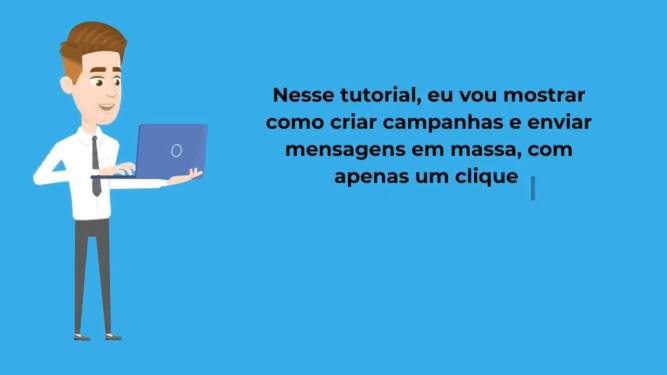 Nesse tutorial, eu vou mostrar
como criar campanhas e enviar
mensagens em massa, com
apenas um clique